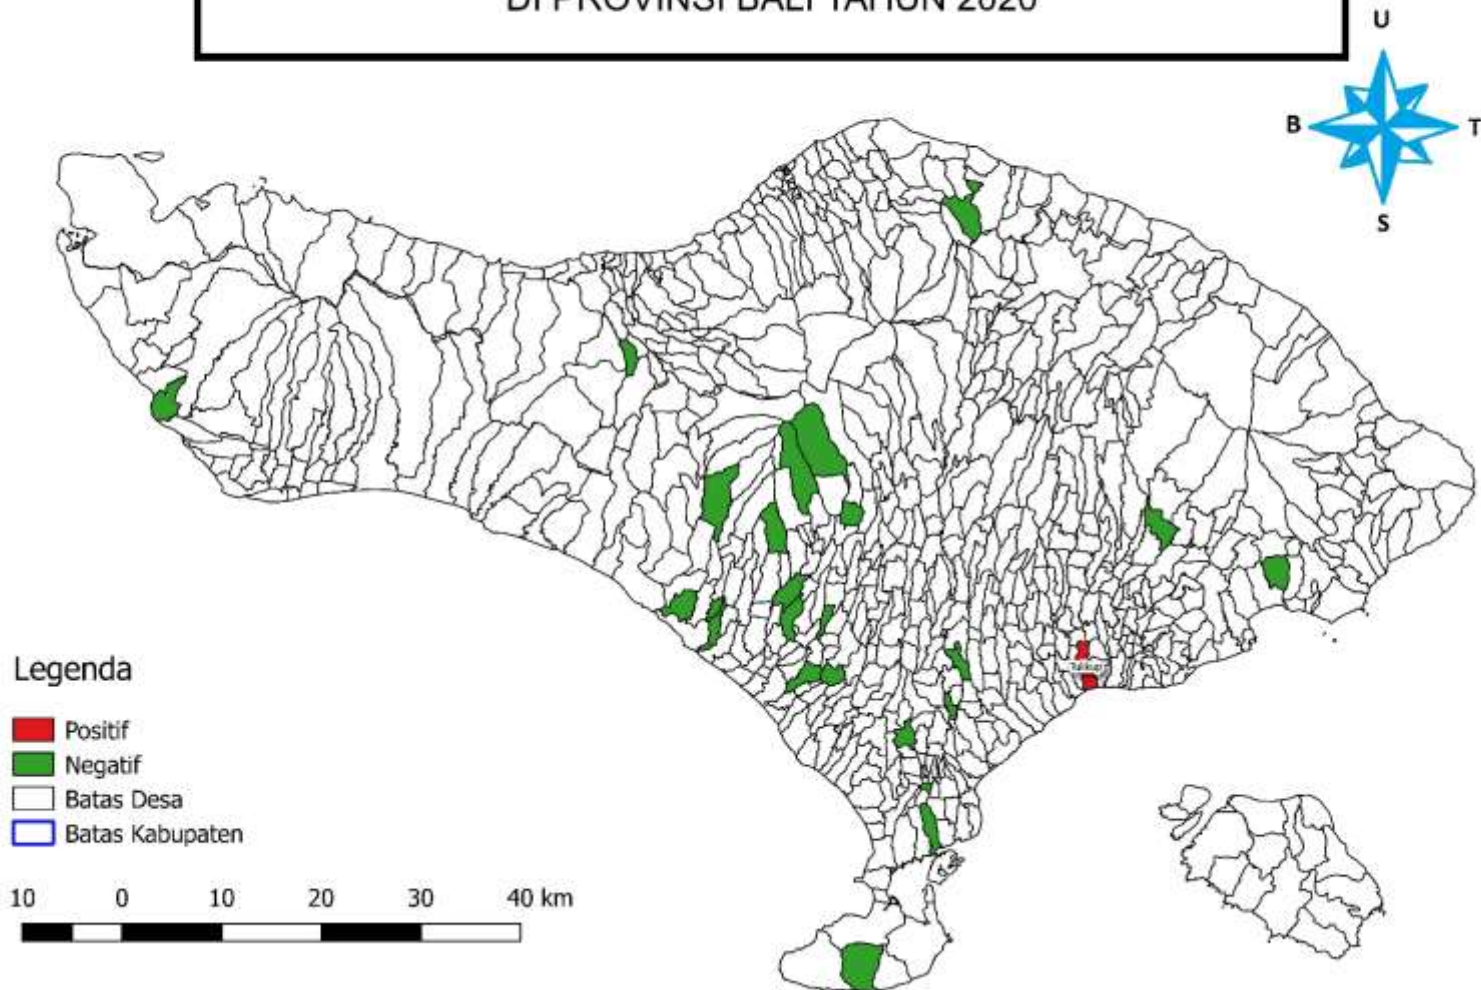 DI PROVINSI BALI TAHUN 2020
U
B
T
S
Tulikup
Legenda
Positif
Negatif
Batas Desa
Batas Kabupaten
10 0 10 20 30 40 km